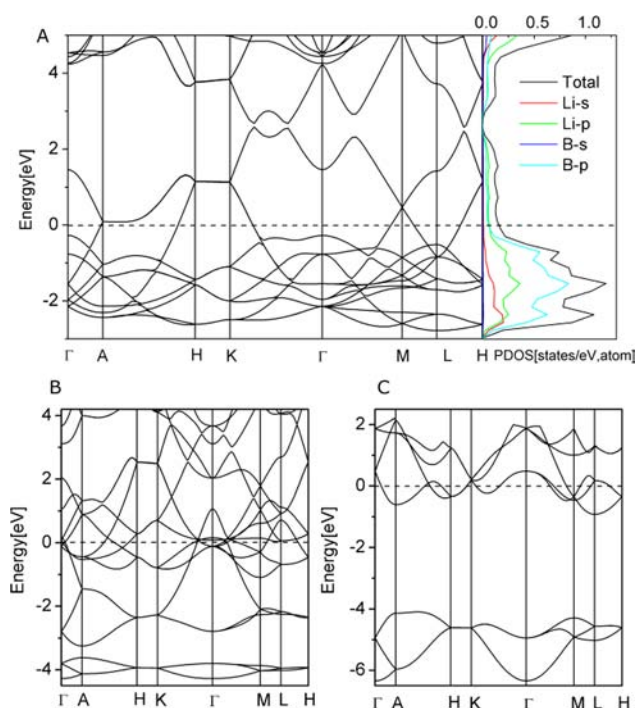 0.0 0.5 1.0
A
4
2
0
-2
Energy[eV]
Total
Li-s
Li-p
B-s
B-p
Γ A H K Γ M L H PDOS[states/eV,atom]
B
4
2
0
-2
-4
Energy[eV]
Γ A H K Γ M L H
C
2
0
-2
-4
-6
Energy[eV]
Γ A H K Γ M L H